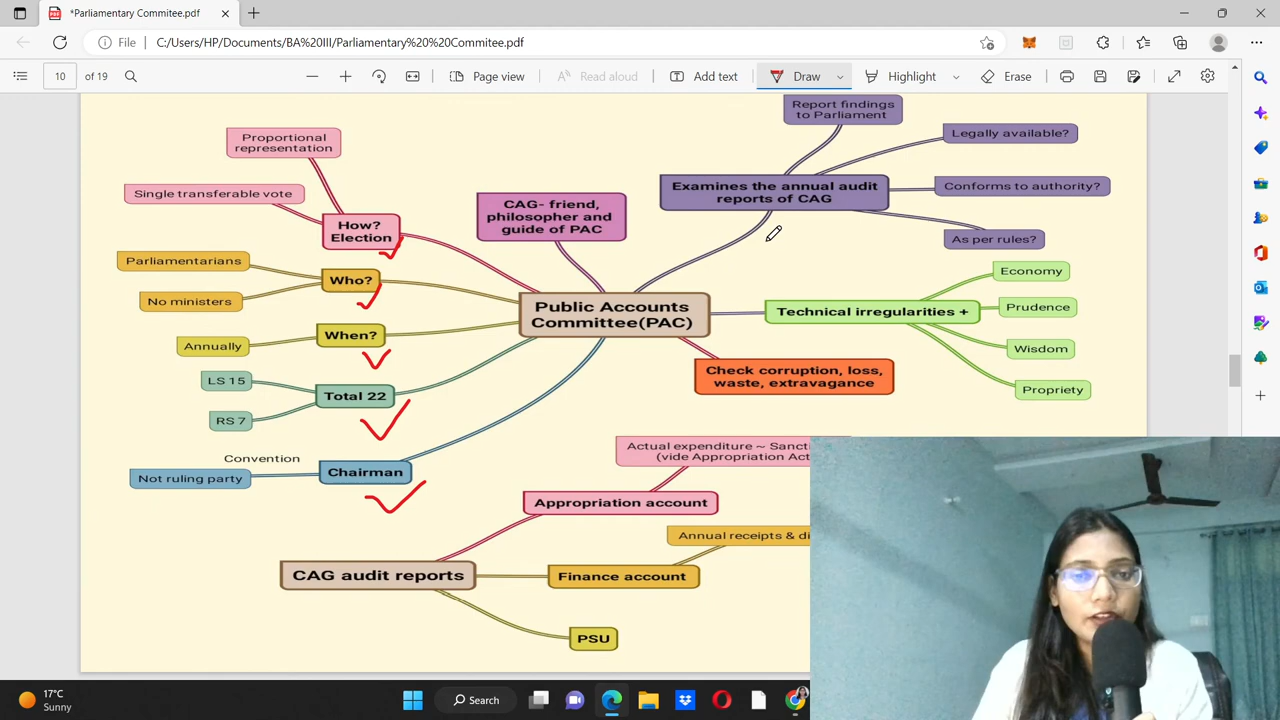 *Parliamentary Commitee.pdf
File
C:/Users/HP/Documents/BA%20III/Parliamentary%20%20Commitee.pdf
10
of 19
Page view
Read aloud
Add text
Draw
Highlight
Erase
Report findings
to Parliament
Proportional
representation
Legally available?
Single transferable vote
Examines the annual audit
reports of CAG
Conforms to authority?
CAG- friend,
philosopher and
guide of PAC
How?
Election
As per rules?
Parliamentarians
Who?
No ministers
Economy
Public Accounts
Committee(PAC)
Technical irregularities +
Prudence
When?
Annually
Wisdom
Check corruption, loss,
waste, extravagance
LS 15
Total 22
Propriety
RS 7
Convention
Chairman
Not ruling party
Actual expenditure ~
(vide Appropriation
Appropriation account
Annual receipts &
CAG audit reports
Finance account
PSU
17°C
Sunny
Search